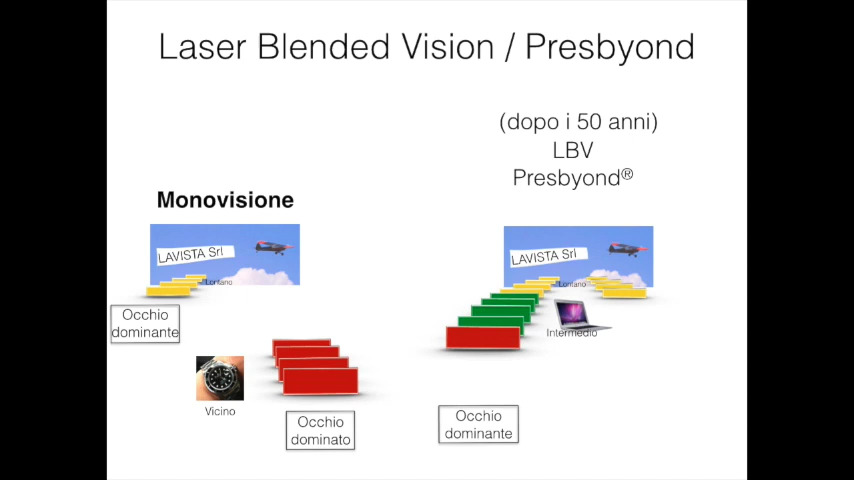 Laser Blended Vision / Presbyond
(dopo i 50 anni)
LBV
Presbyond®
Monovisione
LAVISTA Srl
"Lontano
Occhio
dominante
Vicino
Occhio
dominato
LAVISTA Srl
"Lontano
Intermedio
Occhio
dominante